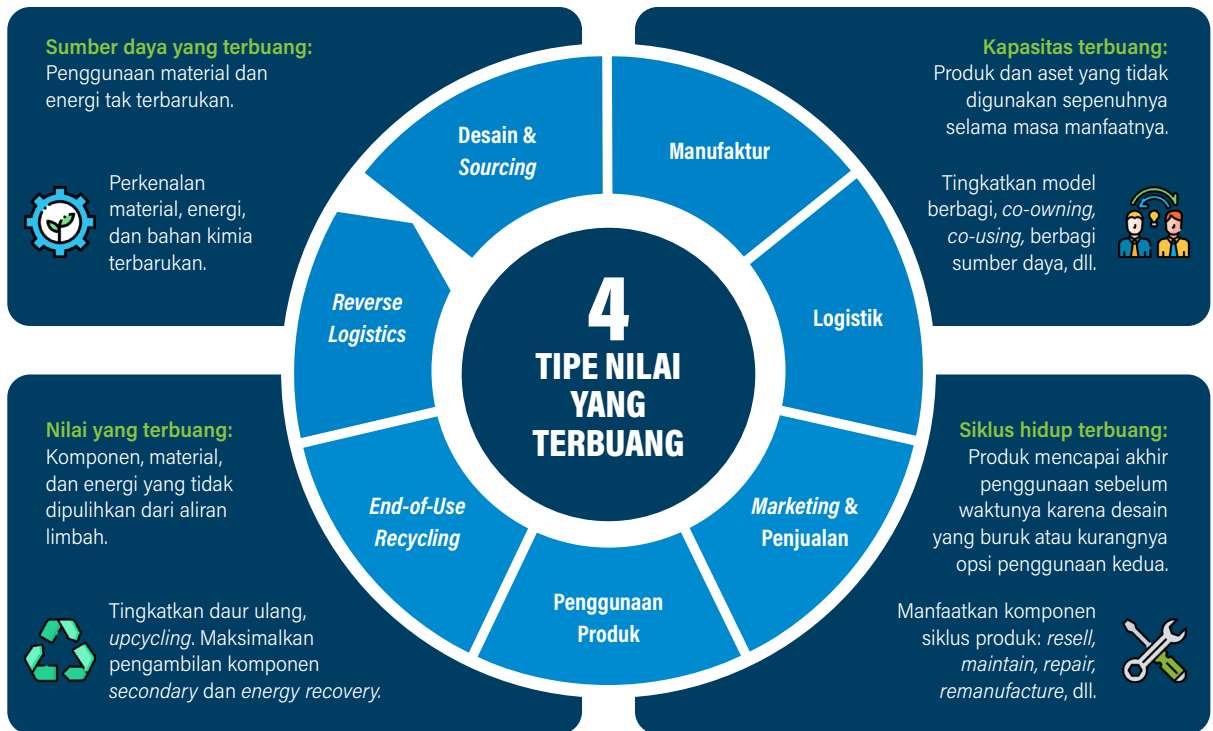 Sumber daya yang terbuang:
Penggunaan material dan
energi tak terbarukan.
Perkenalan
material, energi,
dan bahan kimia
terbarukan.
Kapasitas terbuang:
Produk dan aset yang tidak
digunakan sepenuhnya
selama masa manfaatnya.
Tingkatkan model
berbagi, co-owning,
co-using, berbagi
sumber daya, dll.
Desain &
Sourcing
Manufaktur
Logistik
Marketing &
Penjualan
Penggunaan
Produk
End-of-Use
Recycling
Reverse
Logistics
4
TIPE NILAI
YANG
TERBUANG
Nilai yang terbuang:
Komponen, material,
dan energi yang tidak
dipulihkan dari aliran
limbah.
Tingkatkan daur ulang,
upcycling. Maksimalkan
pengambilan komponen
secondary dan energy recovery.
Siklus hidup terbuang:
Produk mencapai akhir
penggunaan sebelum
waktunya karena desain
yang buruk atau kurangnya
opsi penggunaan kedua.
Manfaatkan komponen
siklus produk: resell,
maintain, repair,
remanufacture, dll.